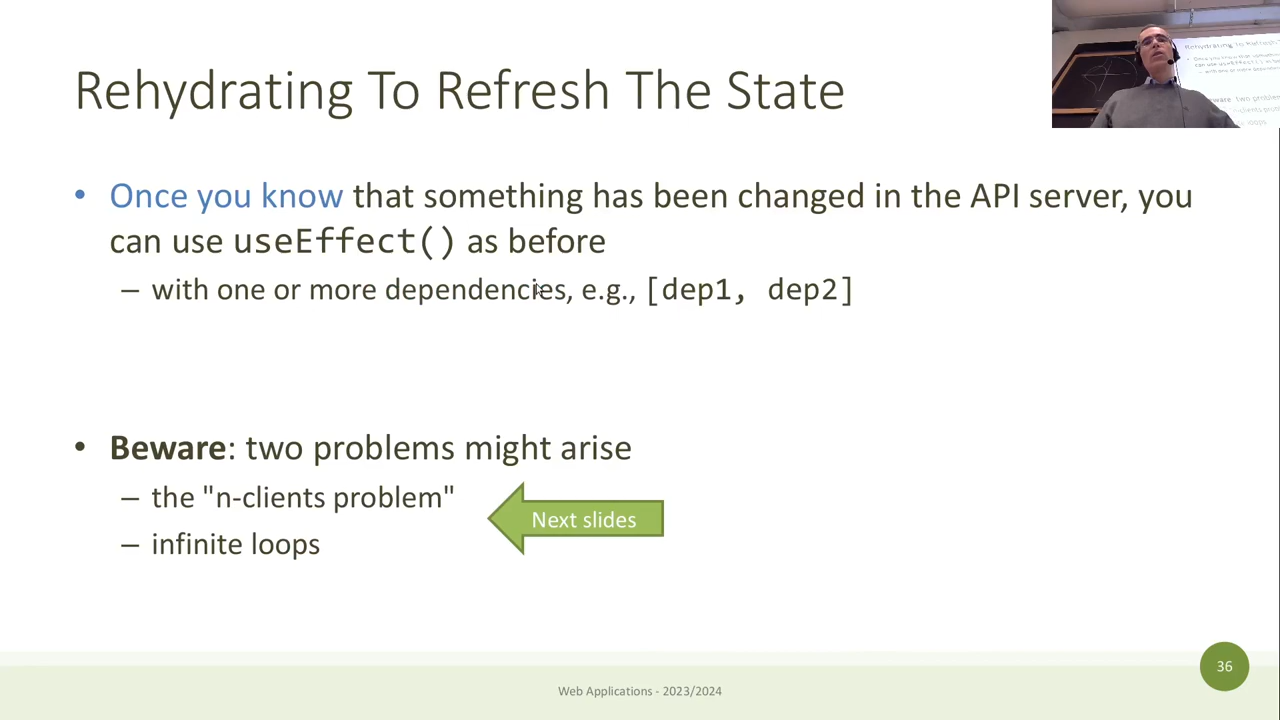 Rehydrating To Refresh The State
• Once you know that something has been changed in the API server, you
can use useEffect() as before
– with one or more dependencies, e.g., [dep1, dep2]
• Beware: two problems might arise
– the "n-clients problem"
– infinite loops
Next slides
36
Web Applications - 2023/2024